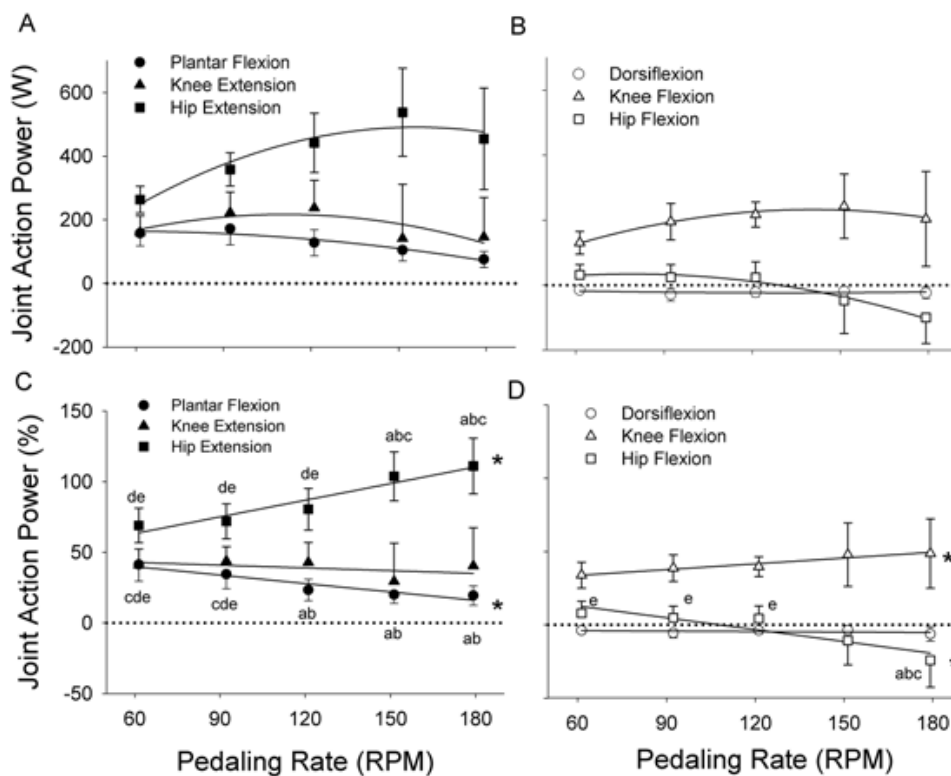 A
Plantar Flexion
Knee Extension
Hip Extension
Joint Action Power (W)
600
400
200
0
-200
B
Dorsiflexion
Knee Flexion
Hip Flexion
C
Plantar Flexion
Knee Extension
Hip Extension
Joint Action Power (%)
150
100
50
0
-50
de
de
de
abc
abc
*
cde
cde
ab
ab
ab
*
60
90
120
150
180
Pedaling Rate (RPM)
D
Dorsiflexion
Knee Flexion
Hip Flexion
*
e
e
e
abc
60
90
120
150
180
Pedaling Rate (RPM)